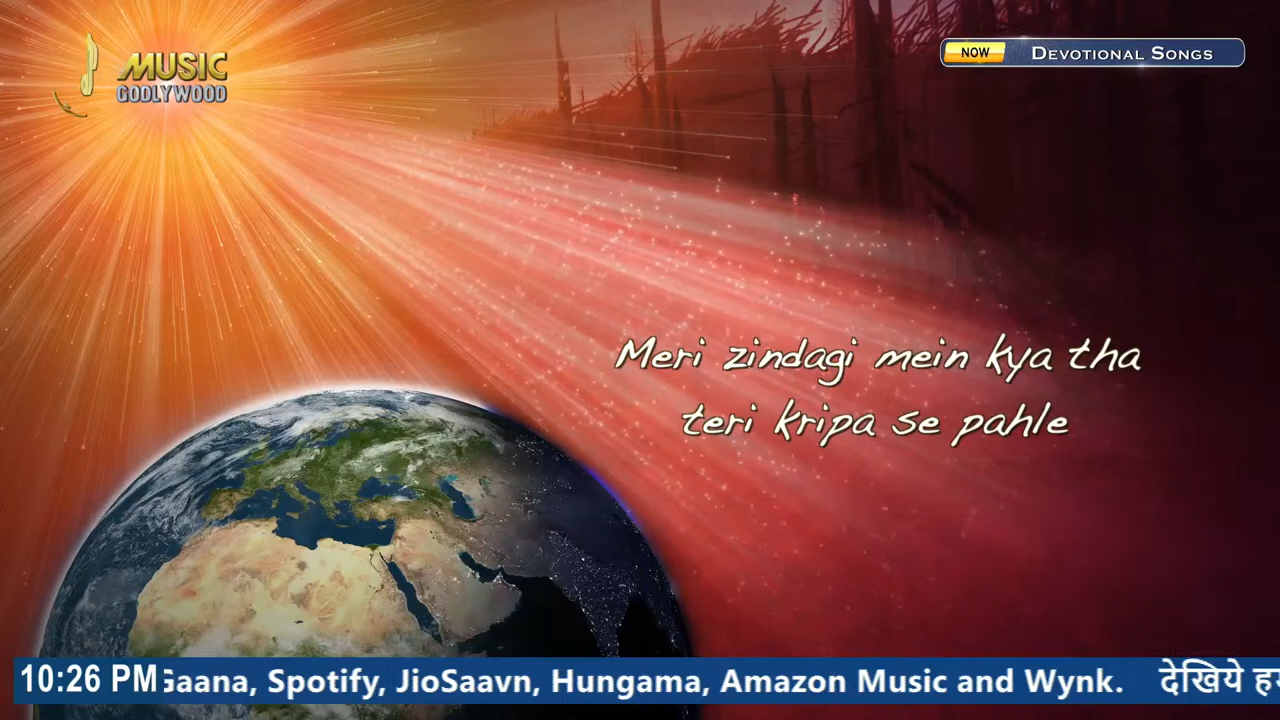 MUSIC
GODLYWOOD
NOW DEVOTIONAL SONGS
Meri zindagi mein kya tha
teri kripa se pahle
10:26 PM Gaana, Spotify, JioSaavn, Hungama, Amazon Music and Wynk. देखिये